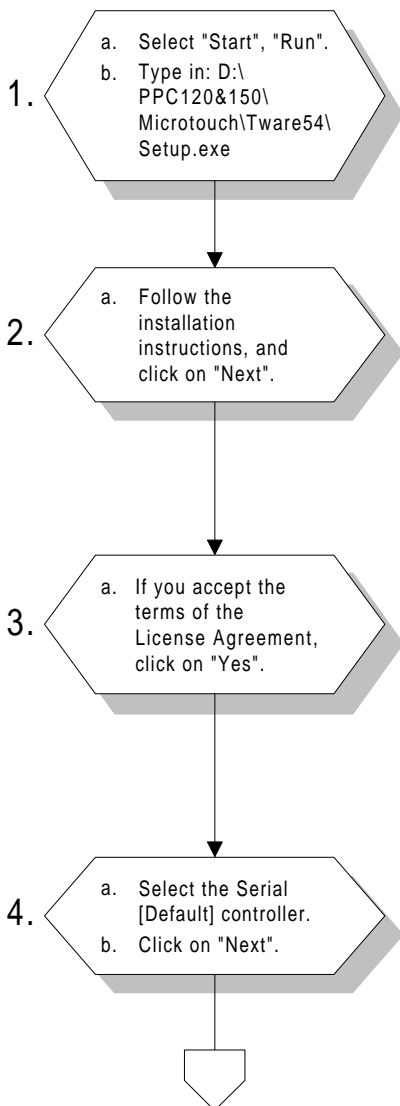 1.
a. Select "Start", "Run".
b. Type in: D:\
PPC120&150\
Microtouch\Tware54\
Setup.exe
2.
a. Follow the
installation
instructions, and
click on "Next".
3.
a. If you accept the
terms of the
License Agreement,
click on "Yes".
4.
a. Select the Serial
[Default] controller.
b. Click on "Next".